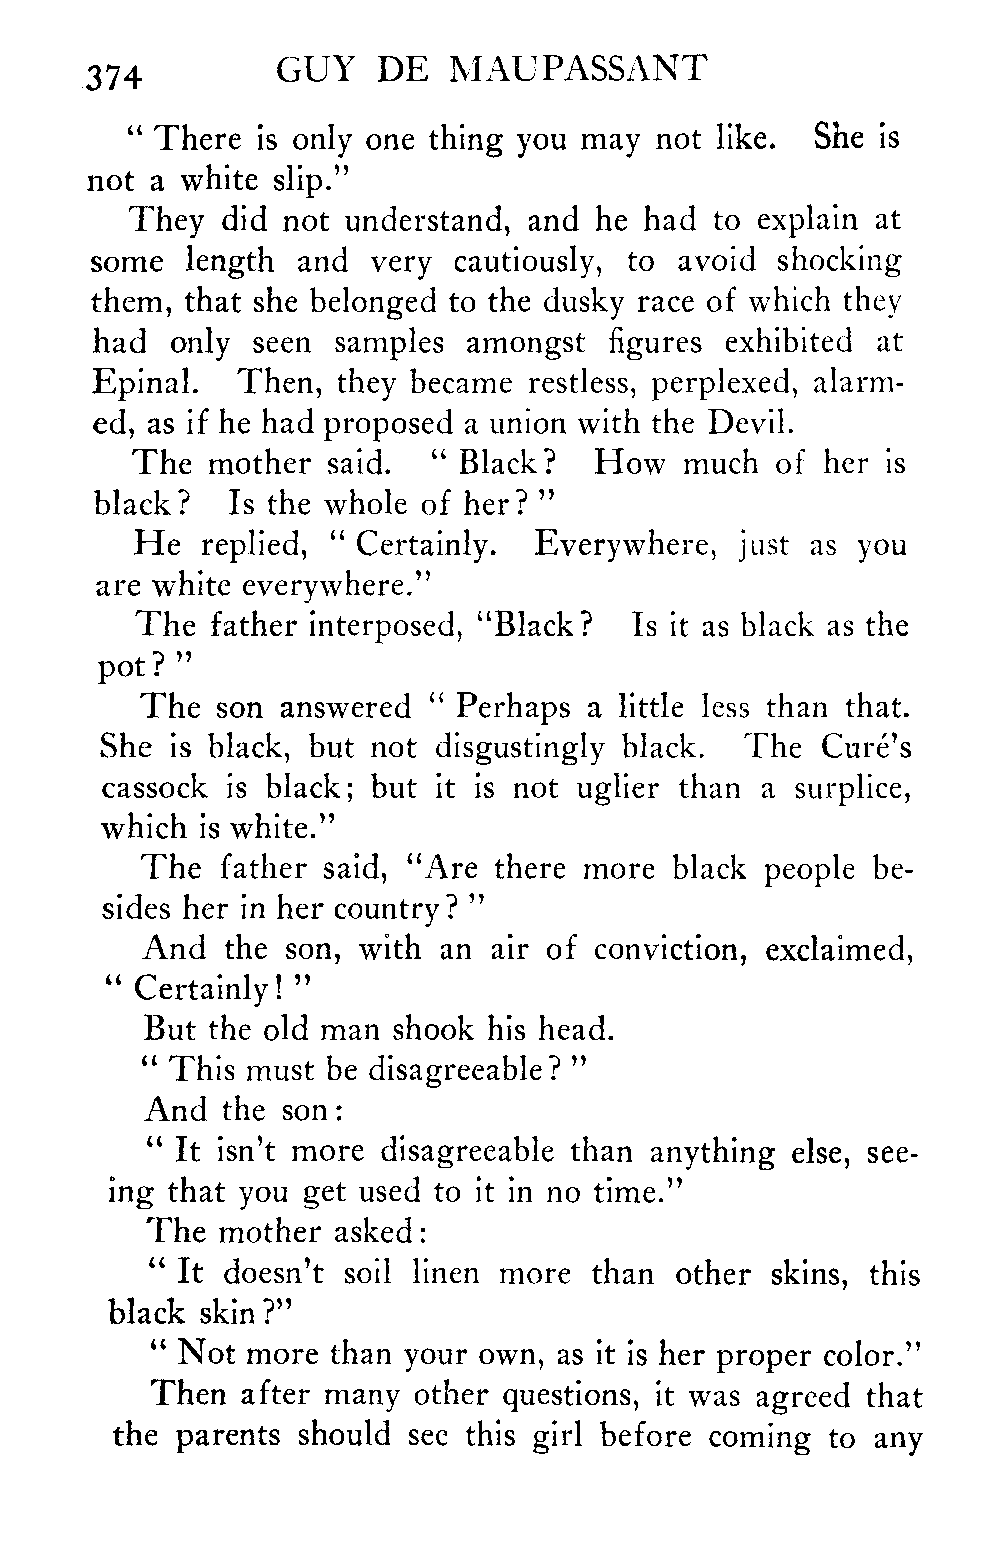 374 GUY DE MAUPASSANT
“ There is only one thing you may not like. She is
not a white slip.”
They did not understand, and he had to explain at
some length and very cautiously, to avoid shocking
them, that she belonged to the dusky race of which they
had only seen samples amongst figures exhibited at
Epinal. Then, they became restless, perplexed, alarm-
ed, as if he had proposed a union with the Devil.
The mother said. “ Black? How much of her is
black? Is the whole of her? ”
He replied, “ Certainly. Everywhere, just as you
are white everywhere.”
The father interposed, “Black? Is it as black as the
pot? ”
The son answered “ Perhaps a little less than that.
She is black, but not disgustingly black. The Curé’s
cassock is black; but it is not uglier than a surplice,
which is white.”
The father said, “Are there more black people be-
sides her in her country? ”
And the son, with an air of conviction, exclaimed,
“ Certainly! ”
But the old man shook his head.
“ This must be disagreeable? ”
And the son:
“ It isn’t more disagreeable than anything else, see-
ing that you get used to it in no time.”
The mother asked:
“ It doesn’t soil linen more than other skins, this
black skin?”
“ Not more than your own, as it is her proper color.”
Then after many other questions, it was agreed that
the parents should see this girl before coming to any